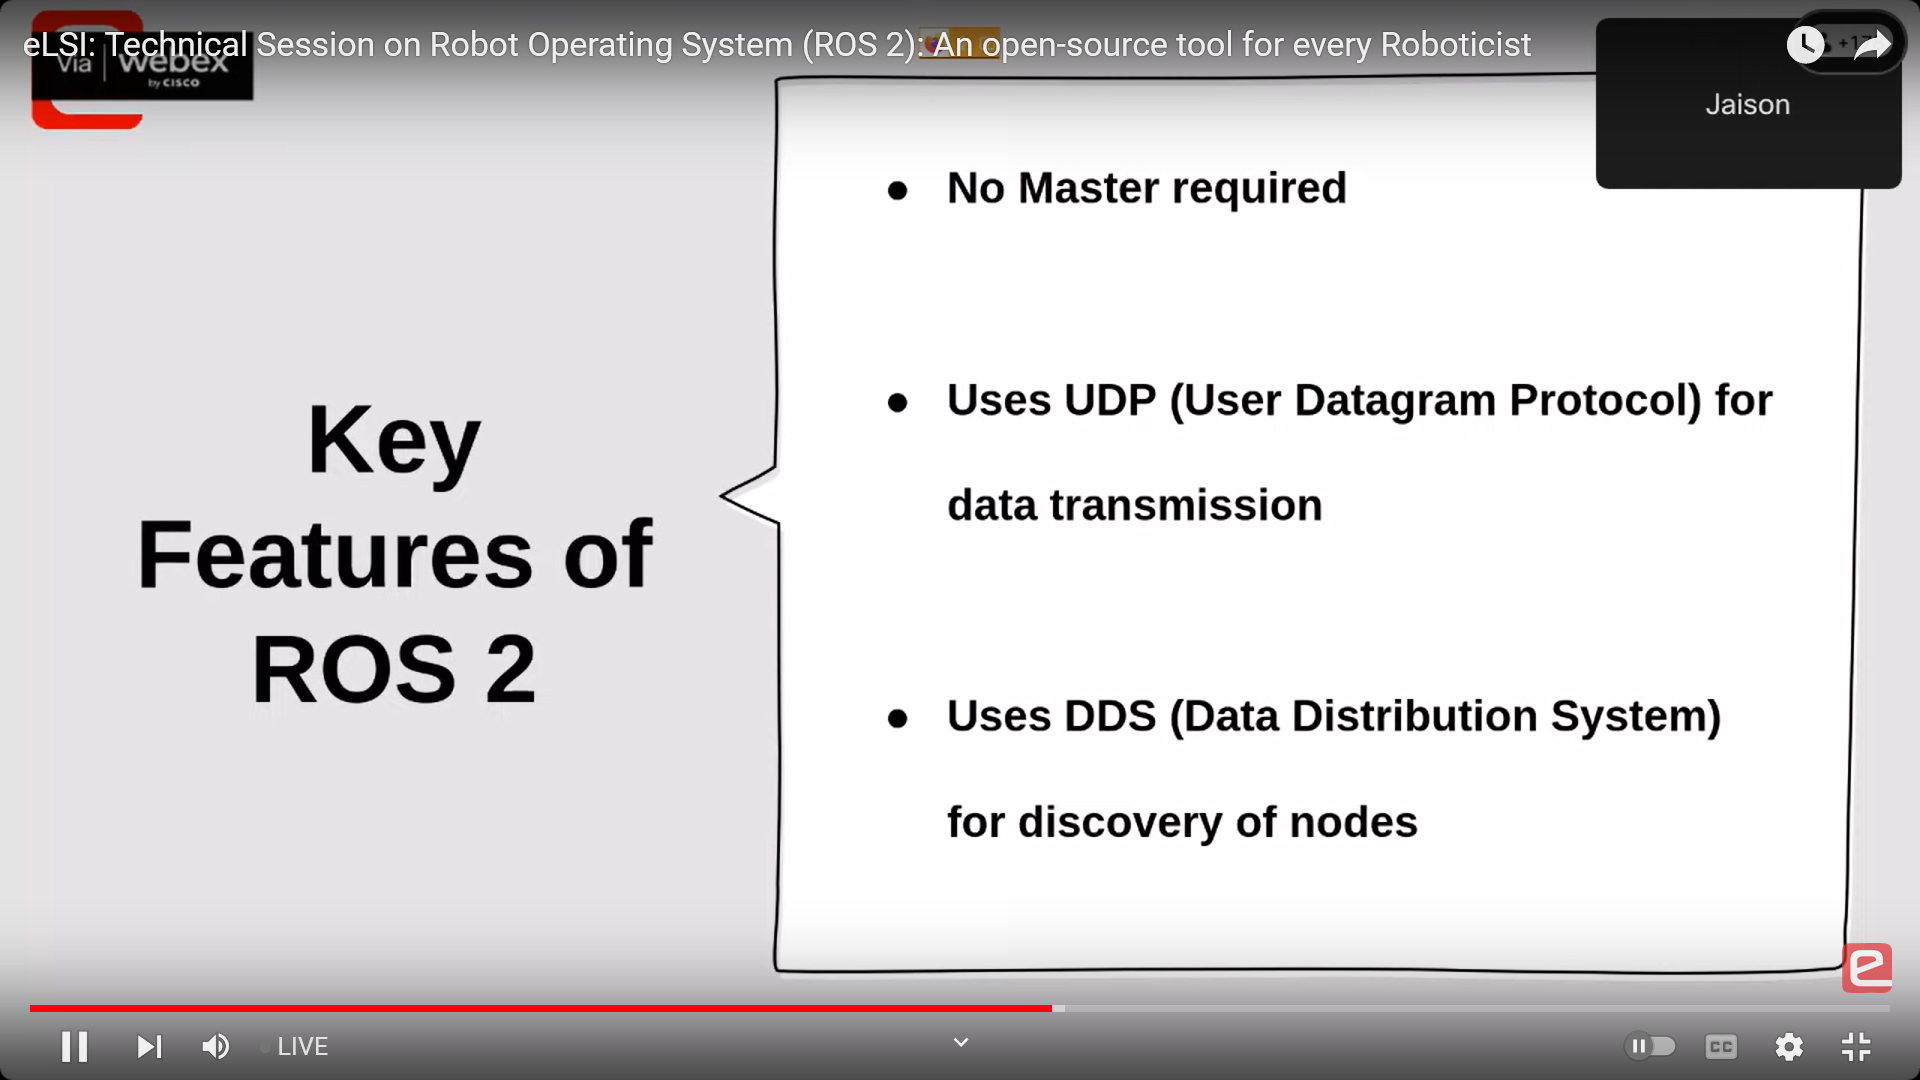 eLSI: Technical Session on Robot Operating System (ROS 2): An open-source tool for every Roboticist
Via webex
by CISCO
Jaison
Key
Features of
ROS 2
● No Master required
● Uses UDP (User Datagram Protocol) for
data transmission
● Uses DDS (Data Distribution System)
for discovery of nodes
e
LIVE
CC